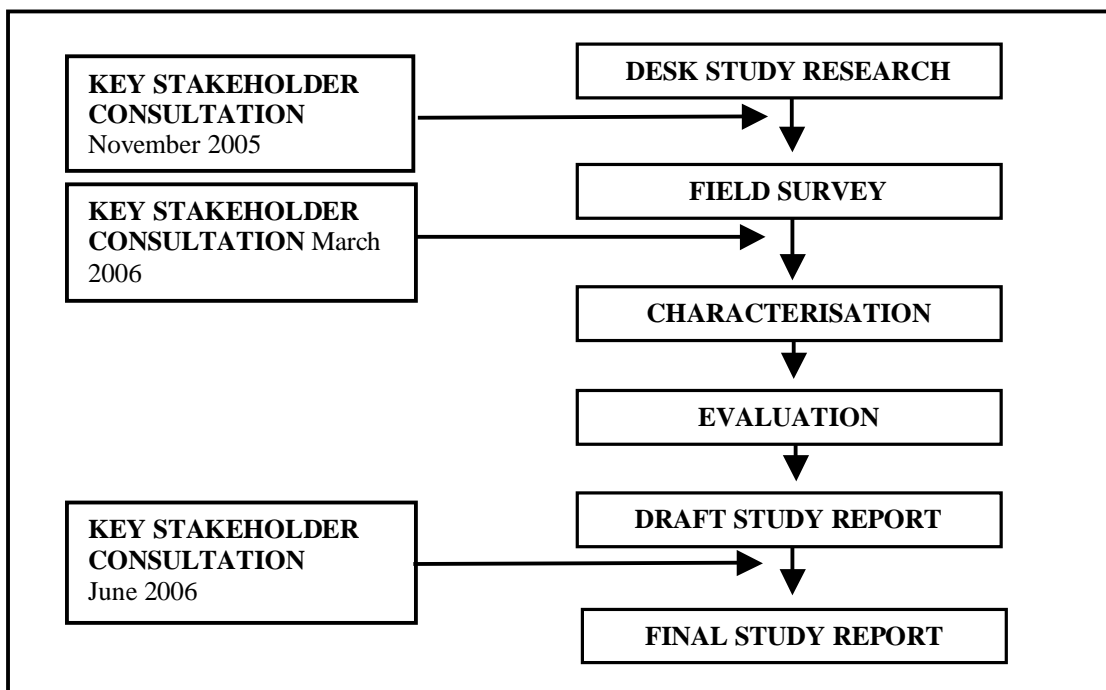 KEY STAKEHOLDER
CONSULTATION
November 2005
KEY STAKEHOLDER
CONSULTATION March
2006
KEY STAKEHOLDER
CONSULTATION
June 2006
DESK STUDY RESEARCH
FIELD SURVEY
CHARACTERISATION
EVALUATION
DRAFT STUDY REPORT
FINAL STUDY REPORT